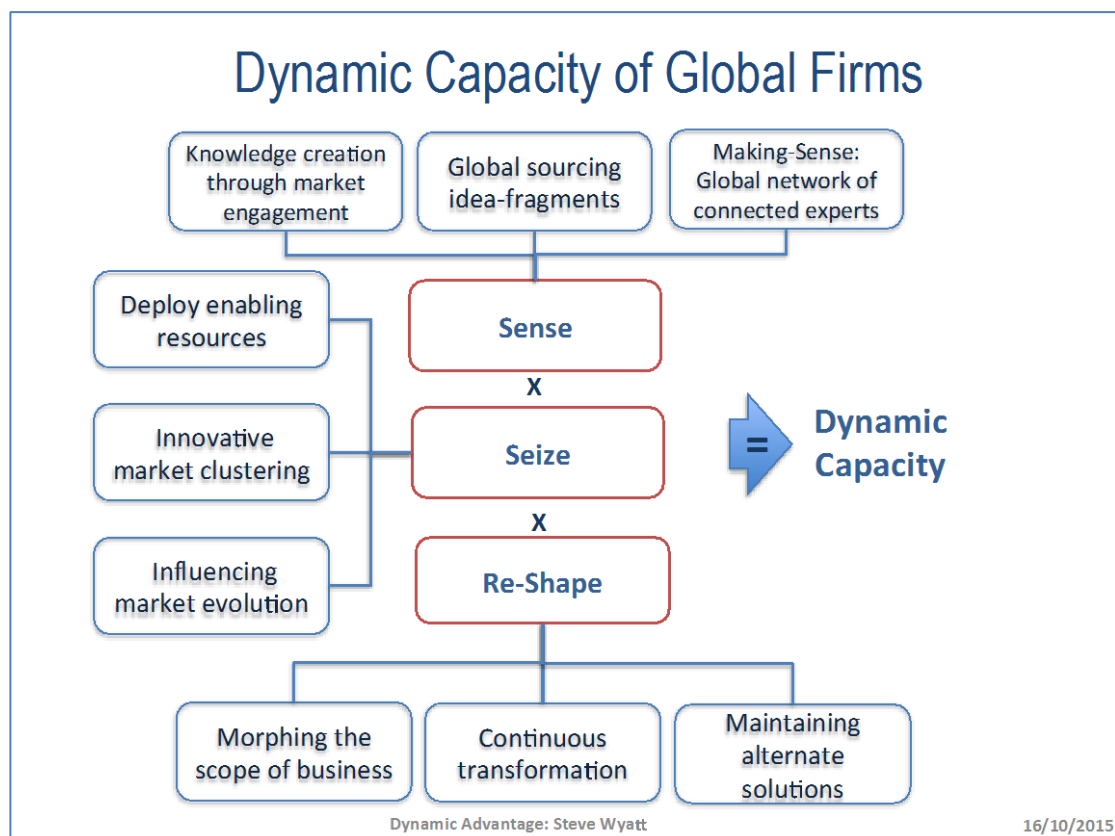 Dynamic Capacity of Global Firms
Knowledge creation
through market
engagement
Global sourcing
idea-fragments
Making-Sense:
Global network of
connected experts
Deploy enabling
resources
Sense
X
Innovative
market clustering
Seize
=
Dynamic
Capacity
X
Influencing
market evolution
Re-Shape
Morphing the
scope of business
Continuous
transformation
Maintaining
alternate
solutions
Dynamic Advantage: Steve Wyatt
16/10/2015